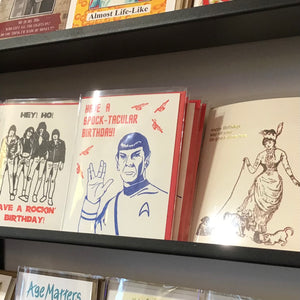 Almost Life-Like
HEY! HO!
HAVE A ROCKIN'
BIRTHDAY!
HAVE A
SPOCK-TACULAR
BIRTHDAY!
Age Matters